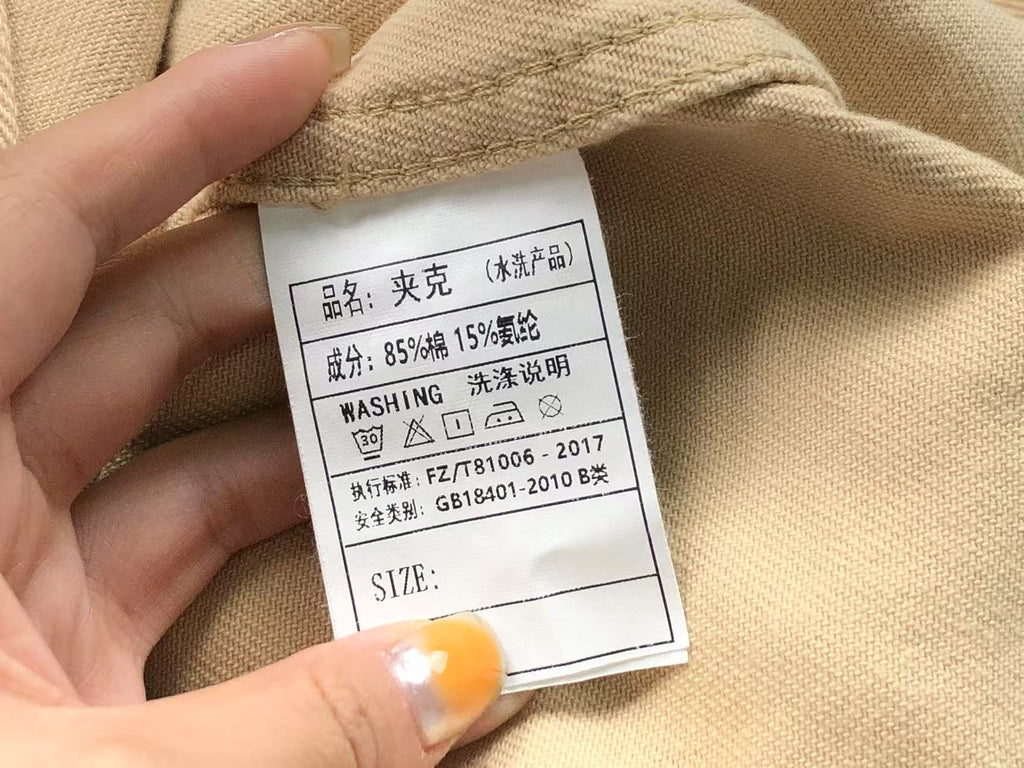 品名：夹克 （水洗产品）
成分：85%棉 15%氨纶
WASHING 洗涤说明
30
执行标准：FZ/T81006 - 2017
安全类别：GB18401-2010 B类
SIZE: